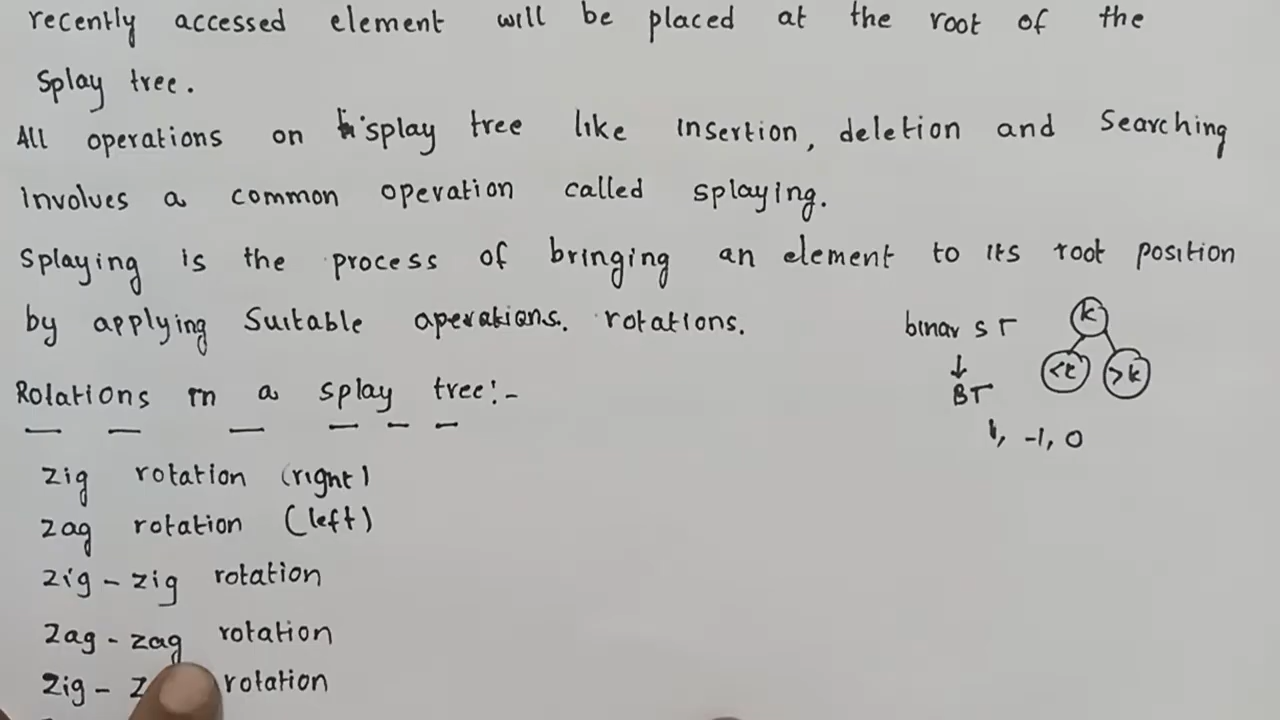 recently accessed element will be placed at the root of the
Splay tree.
All operations on splay tree like insertion, deletion and Searching
Involves a common operation called splaying.
Splaying is the process of bringing an element to its root position
by applying Suitable operations. rotations.
binar S T
k
<k
>k
BT
1, -1, 0
Rotations in a splay tree:-
zig rotation (right)
zag rotation (left)
zig - zig rotation
zag - zag rotation
zig - rotation